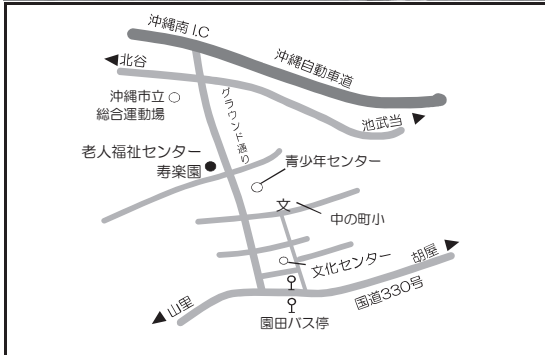 沖縄南 I.C
沖縄自動車道
北谷
沖縄市立
総合運動場
グラウンド通り
池武当
老人福祉センター
寿楽園
青少年センター
文
中の町小
文化センター
胡屋
国道330号
山里
園田バス停